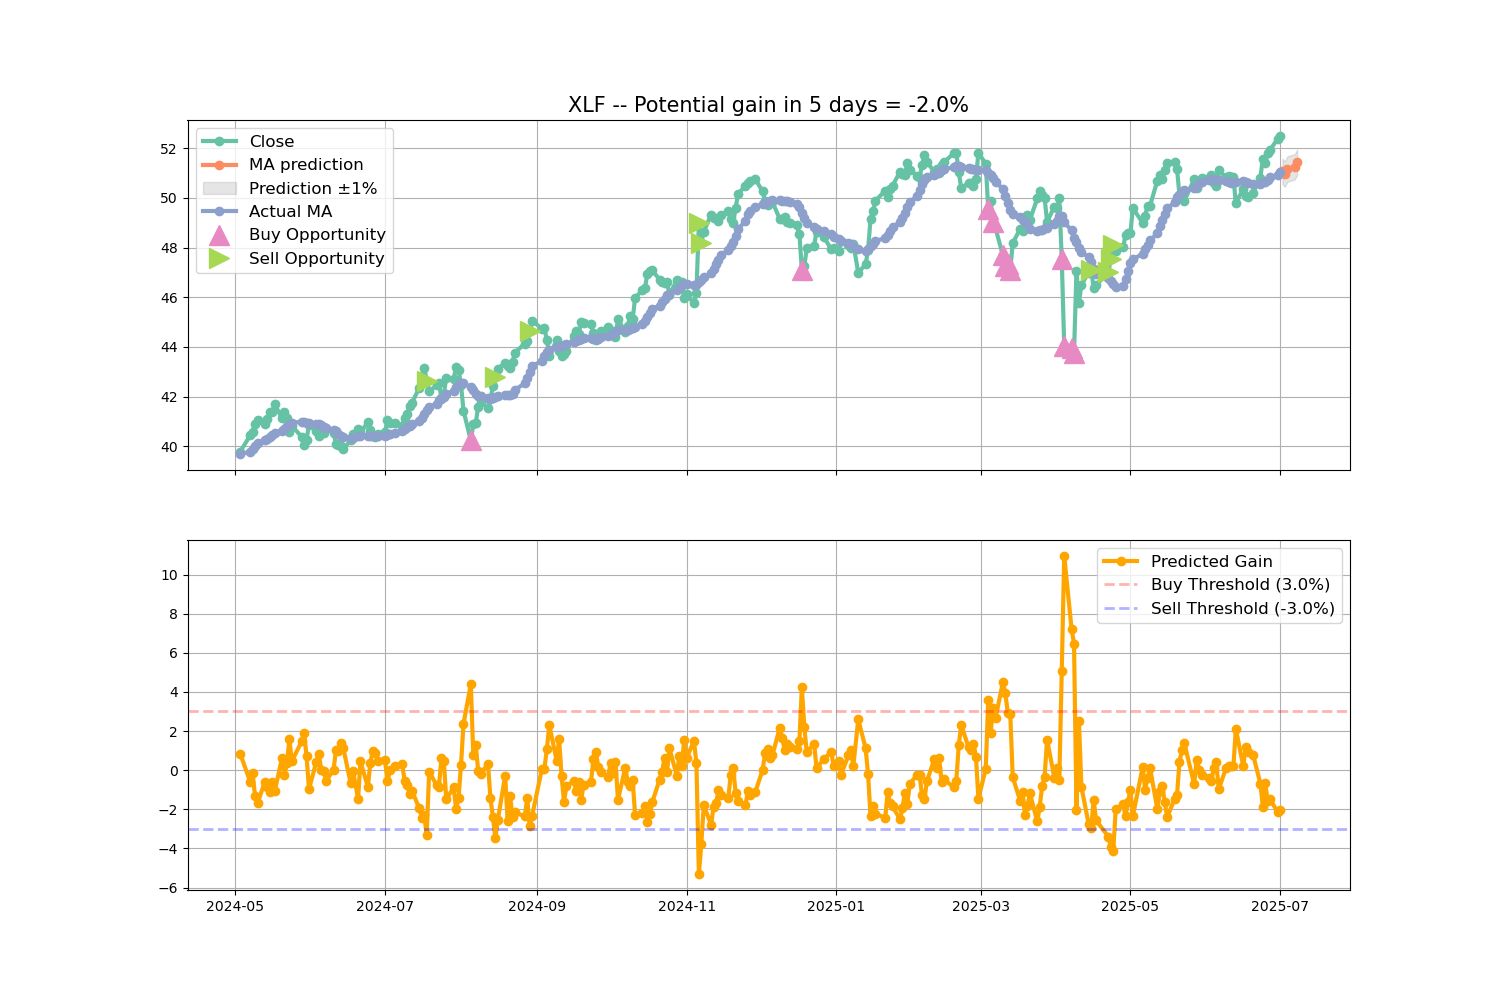 XLF -- Potential gain in 5 days = -2.0%
52
50
48
46
44
42
40
Close
MA prediction
Prediction ±1%
Actual MA
Buy Opportunity
Sell Opportunity
10
8
6
4
2
0
−2
−4
−6
Predicted Gain
Buy Threshold (3.0%)
Sell Threshold (-3.0%)
2024-05
2024-07
2024-09
2024-11
2025-01
2025-03
2025-05
2025-07